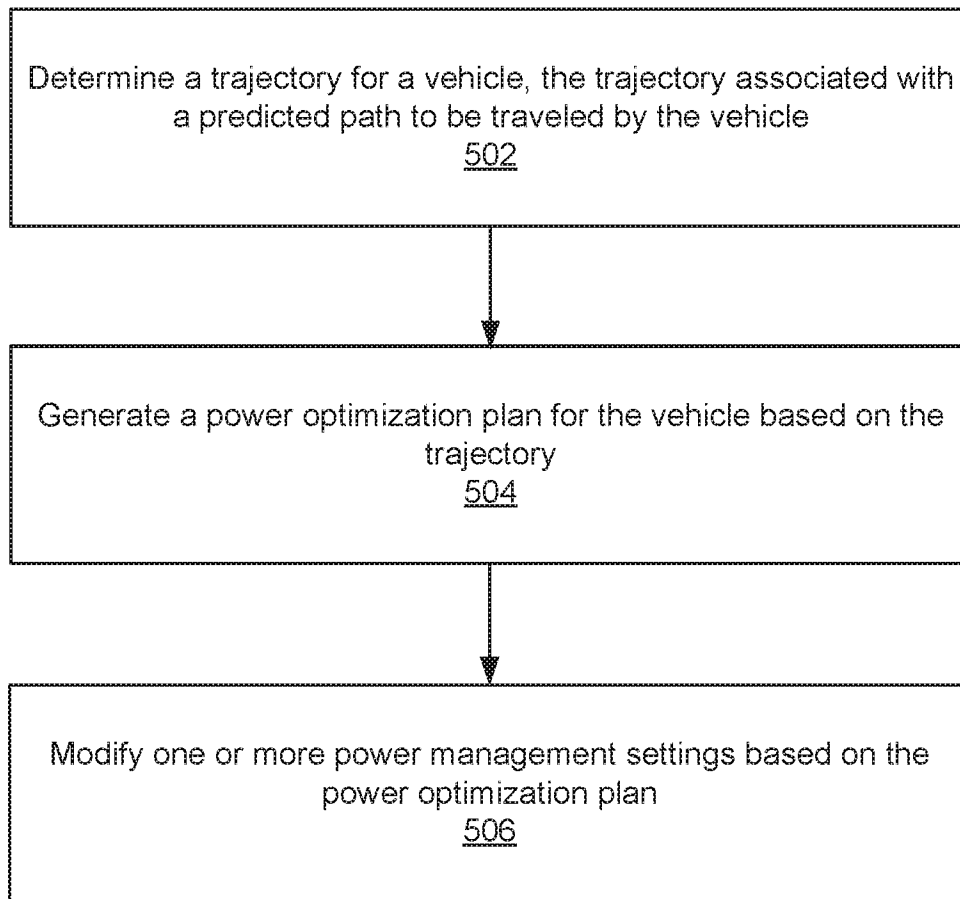 Determine a trajectory for a vehicle, the trajectory associated with
a predicted path to be traveled by the vehicle
502
Generate a power optimization plan for the vehicle based on the
trajectory
504
Modify one or more power management settings based on the
power optimization plan
506